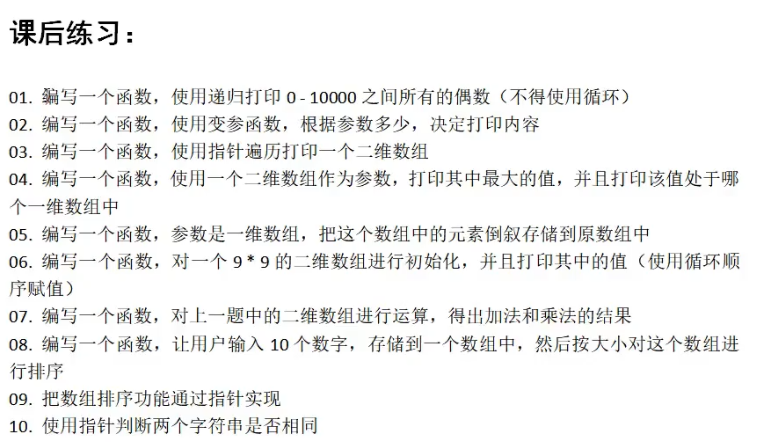 课后练习：
01. 编写一个函数，使用递归打印 0 - 10000 之间所有的偶数（不得使用循环）
02. 编写一个函数，使用变参函数，根据参数多少，决定打印内容
03. 编写一个函数，使用指针遍历打印一个二维数组
04. 编写一个函数，使用一个二维数组作为参数，打印其中最大的值，并且打印该值处于哪
个一维数组中
05. 编写一个函数，参数是一维数组，把这个数组中的元素倒叙存储到原数组中
06. 编写一个函数，对一个 9 * 9 的二维数组进行初始化，并且打印其中的值（使用循环顺
序赋值）
07. 编写一个函数，对上一题中的二维数组进行运算，得出加法和乘法的结果
08. 编写一个函数，让用户输入 10 个数字，存储到一个数组中，然后按大小对这个数组进
行排序
09. 把数组排序功能通过指针实现
10. 使用指针判断两个字符串是否相同